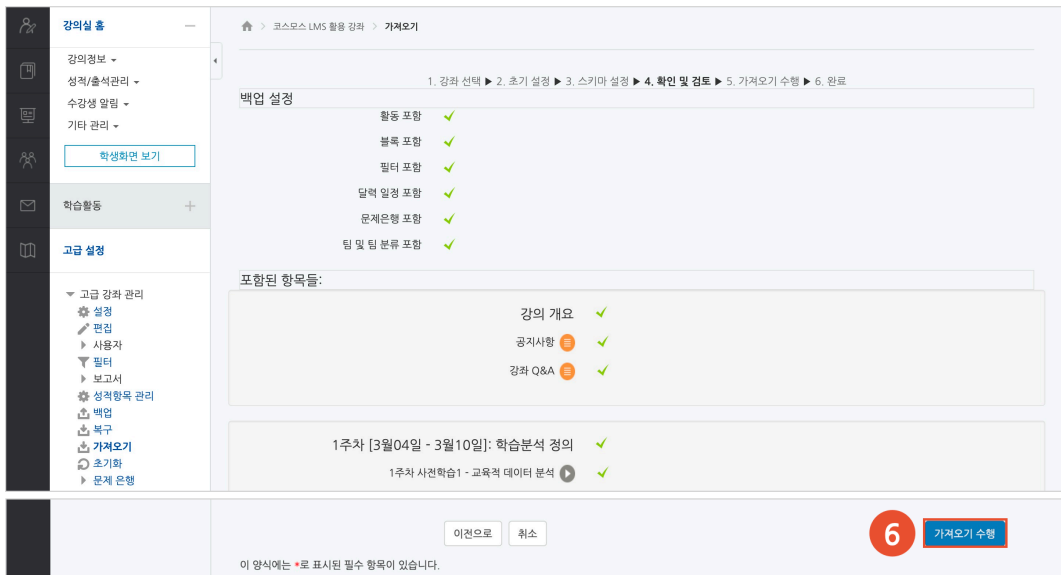 강의실 홈
강의정보
성적/출석관리
수강생 알림
기타 관리
학생화면 보기
학습활동
고급 설정
고급 강좌 관리
설정
편집
사용자
필터
보고서
성적항목 관리
백업
복구
가져오기
초기화
문제 은행
코스모스 LMS 활용 강좌 > 가져오기
1. 강좌 선택 ▶ 2. 초기 설정 ▶ 3. 스키마 설정 ▶ 4. 확인 및 검토 ▶ 5. 가져오기 수행 ▶ 6. 완료
백업 설정
활동 포함
블록 포함
필터 포함
달력 일정 포함
문제은행 포함
팀 및 팀 분류 포함
포함된 항목들:
강의 개요
공지사항
강좌 Q&A
1주차 [3월04일 - 3월10일]: 학습분석 정의
1주차 사전학습1 - 교육적 데이터 분석
이전으로 취소 6 가져오기 수행
이 양식에는 *로 표시된 필수 항목이 있습니다.